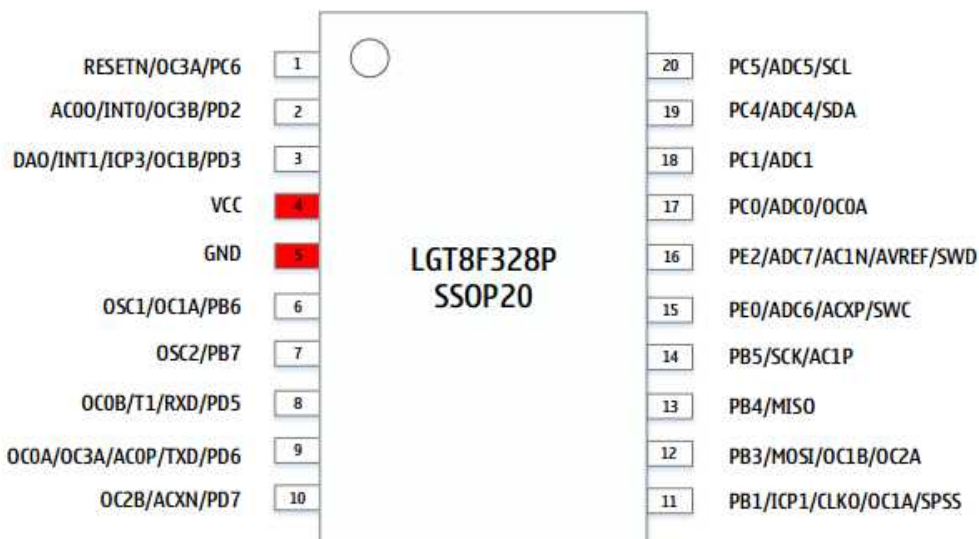 RESETN/OC3A/PC6 1
AC0O/INT0/OC3B/PD2 2
DAO/INT1/ICP3/OC1B/PD3 3
VCC 4
GND 5
OSC1/OC1A/PB6 6
OSC2/PB7 7
OC0B/T1/RXD/PD5 8
OC0A/OC3A/AC0P/TXD/PD6 9
OC2B/ACXN/PD7 10
LGT8F328P
SSOP20
20 PC5/ADC5/SCL
19 PC4/ADC4/SDA
18 PC1/ADC1
17 PC0/ADC0/OC0A
16 PE2/ADC7/AC1N/AVREF/SWD
15 PE0/ADC6/ACXP/SWC
14 PB5/SCK/AC1P
13 PB4/MISO
12 PB3/MOSI/OC1B/OC2A
11 PB1/ICP1/CLKO/OC1A/SPSS